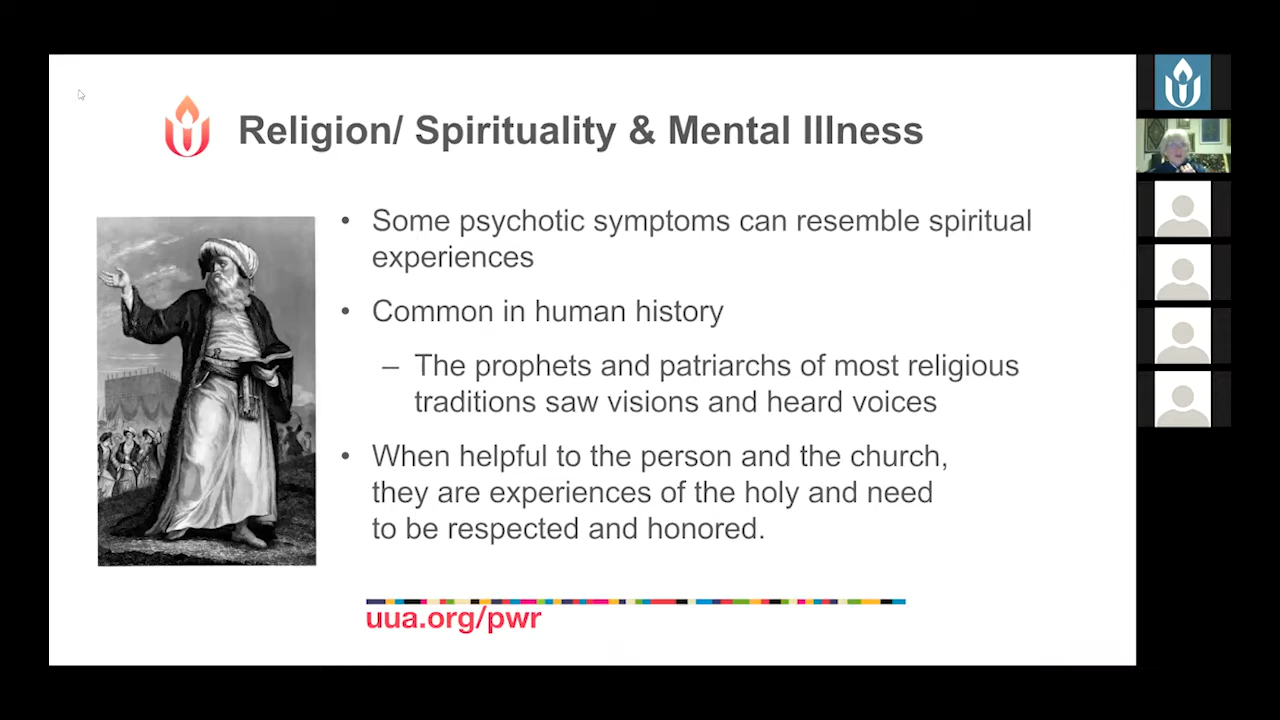 Religion/ Spirituality & Mental Illness
• Some psychotic symptoms can resemble spiritual
experiences
• Common in human history
– The prophets and patriarchs of most religious
traditions saw visions and heard voices
• When helpful to the person and the church,
they are experiences of the holy and need
to be respected and honored.
uua.org/pwr